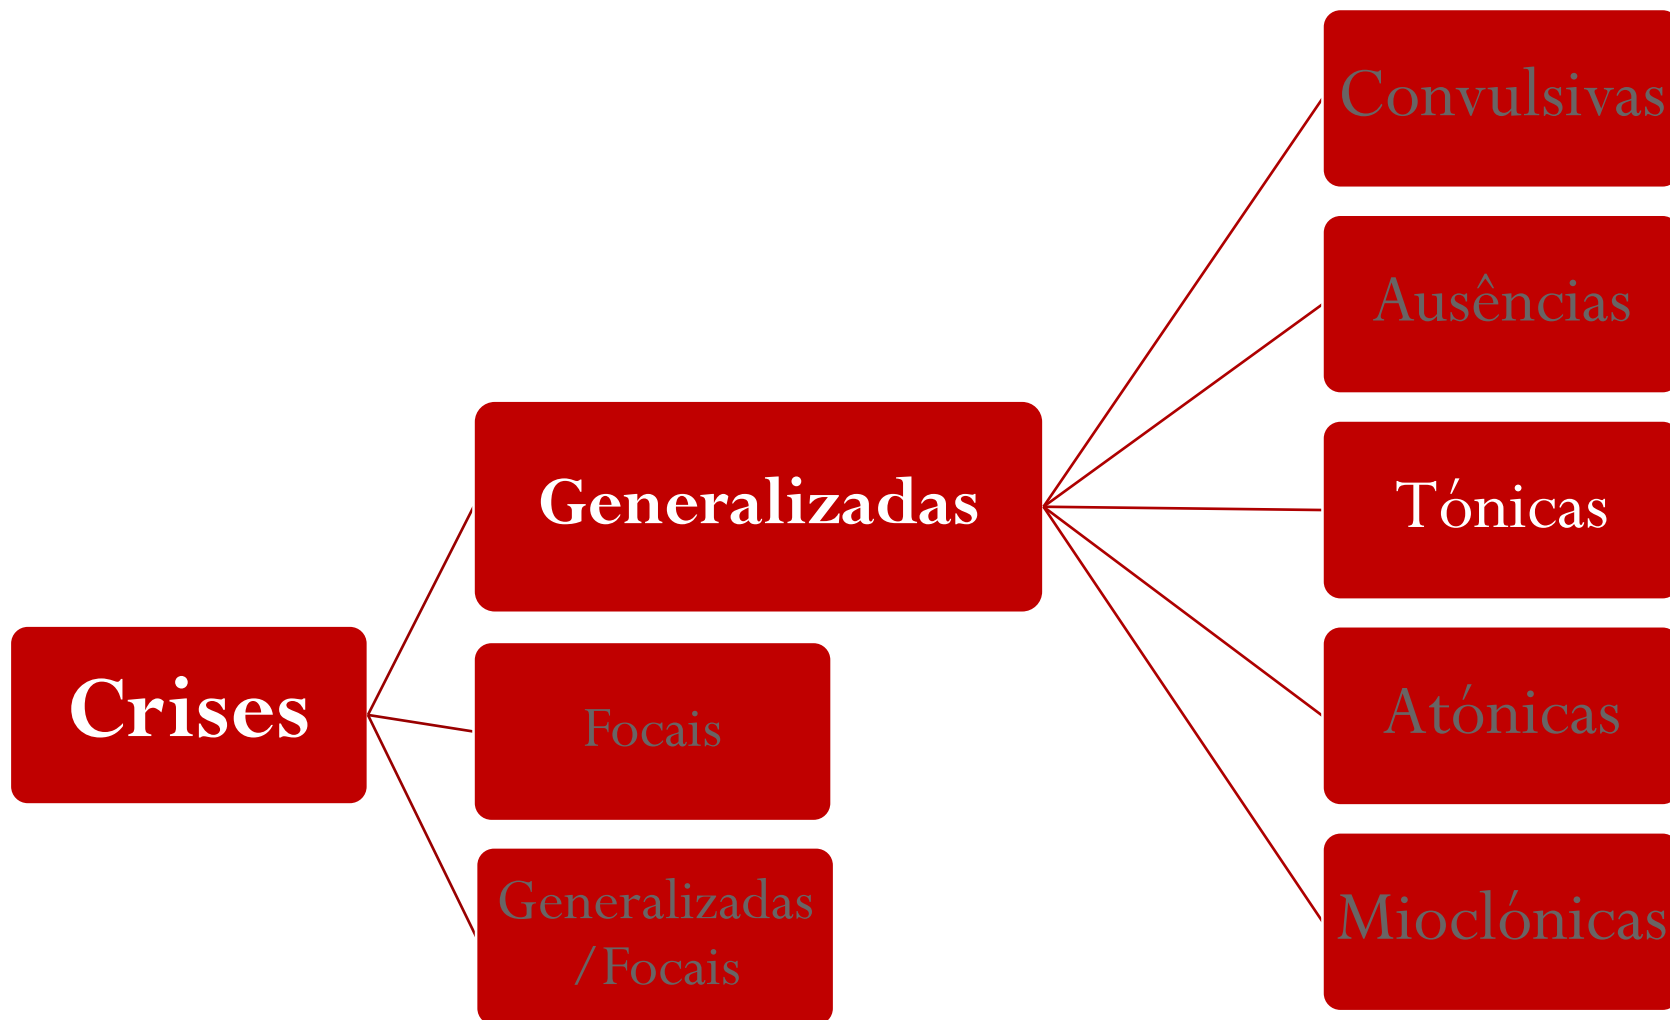 Crises
Generalizadas
Focais
Generalizadas
/Focais
Convulsivas
Ausências
Tónicas
Atónicas
Mioclónicas